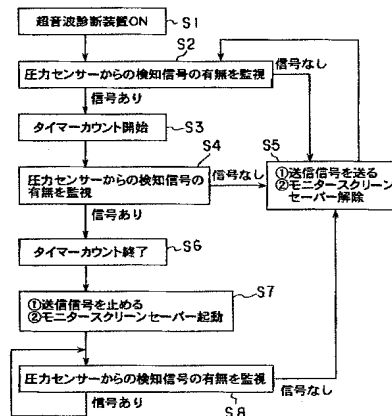 超音波診断装置ON
S1
S2
圧力センサーからの検知信号の有無を監視
信号なし
信号あり
タイマーカウント開始
S3
S4
S5
圧力センサーからの検知信号の
有無を監視
信号なし
①送信信号を送る
②モニタースクリーン
セーバー解除
信号あり
タイマーカウント終了
S6
S7
①送信信号を止める
②モニタースクリーンセーバー起動
圧力センサーからの検知信号の有無を監視
信号あり
信号なし
S8